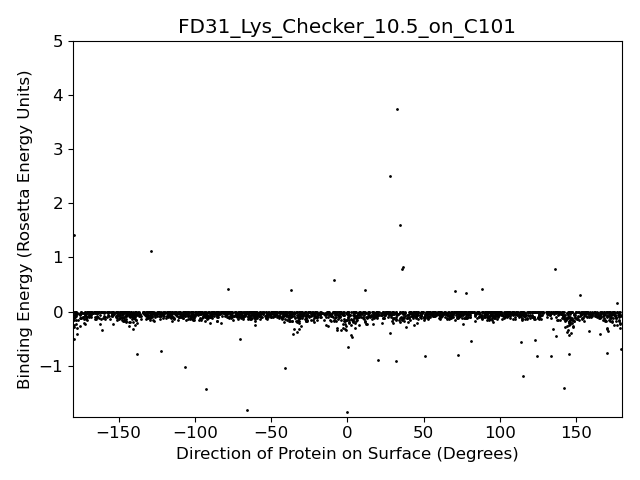 FD31_Lys_Checker_10.5_on_C101
Binding Energy (Rosetta Energy Units)
5
4
3
2
1
0
−1
−150 −100 −50 0 50 100 150
Direction of Protein on Surface (Degrees)